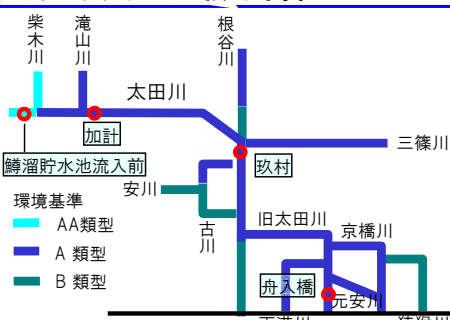 柴木川
滝山川
根谷川
太田川
加計
三篠川
鱒溜貯水池流入前
玖村
安川
環境基準
AA類型
A 類型
B 類型
古川
旧太田川
京橋川
舟入橋
元安川